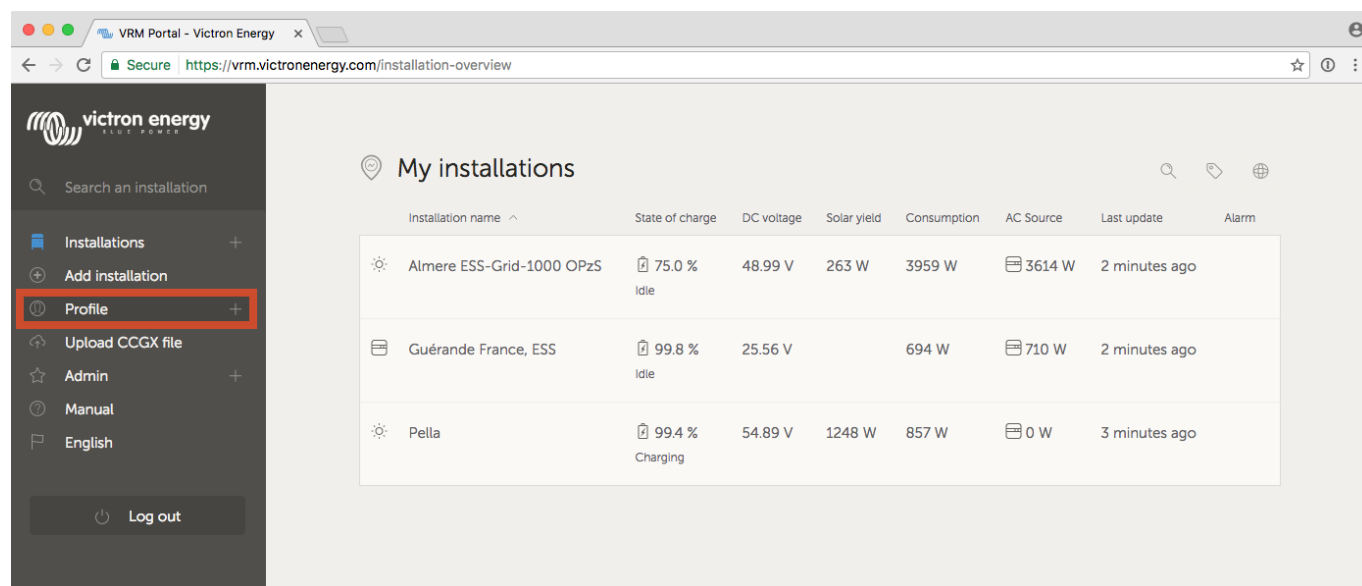 VRM Portal - Victron Energy
Secure https://vrm.victronenergy.com/installation-overview
victron energy
BLUE POWER
Search an installation
Installations
Add installation
Profile
Upload CCGX file
Admin
Manual
English
Log out
My installations
Installation name State of charge DC voltage Solar yield Consumption AC Source Last update Alarm
Almere ESS-Grid-1000 OPzS 75.0 % 48.99 V 263 W 3959 W 3614 W 2 minutes ago
Idle
Guérande France, ESS 99.8 % 25.56 V 694 W 710 W 2 minutes ago
Idle
Pella 99.4 % 54.89 V 1248 W 857 W 0 W 3 minutes ago
Charging